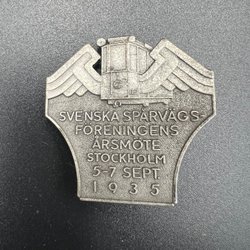 SVENSKA SPÅRVÄGS-
FÖRENINGENS
ÅRSMÖTE
STOCKHOLM
5-7 SEPT
1935